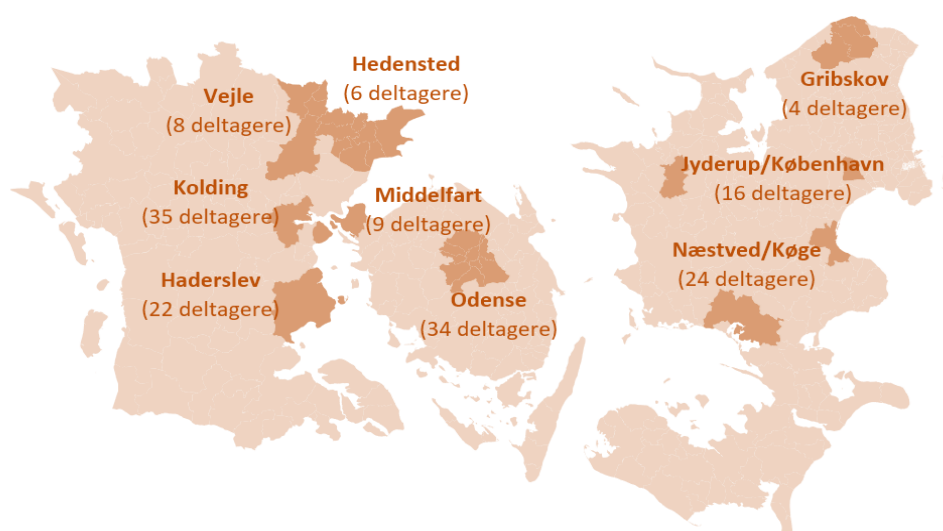 Hedensted
(6 deltagere)
Vejle
(8 deltagere)
Kolding
(35 deltagere)
Middelfart
(9 deltagere)
Haderslev
(22 deltagere)
Odense
(34 deltagere)
Gribskov
(4 deltagere)
Jyderup/København
(16 deltagere)
Næstved/Køge
(24 deltagere)